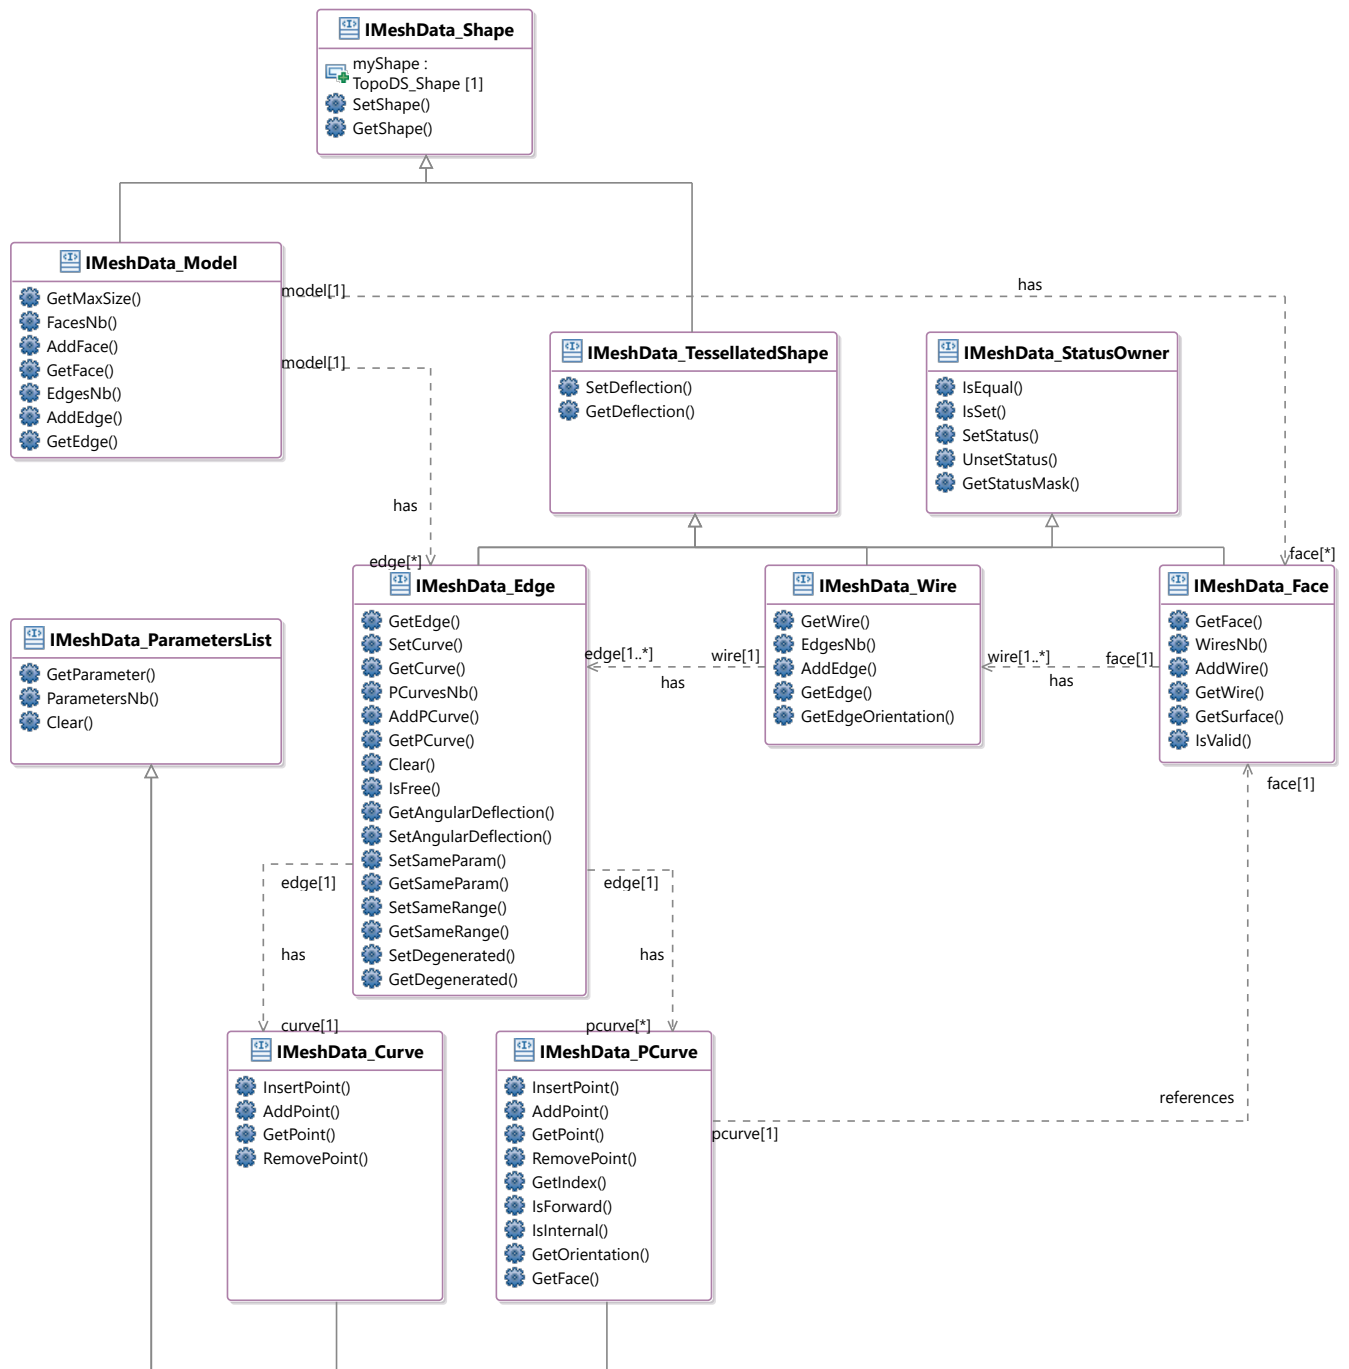 IMeshData_Shape
myShape :
TopoDS_Shape [1]
SetShape()
GetShape()
IMeshData_Model
GetMaxSize()
FacesNb()
AddFace()
GetFace()
EdgesNb()
AddEdge()
GetEdge()
model[1]
has
model[1]
has
IMeshData_TessellatedShape
SetDeflection()
GetDeflection()
IMeshData_StatusOwner
IsEqual()
IsSet()
SetStatus()
UnsetStatus()
GetStatusMask()
edge[*]
face[*]
IMeshData_Edge
GetEdge()
SetCurve()
GetCurve()
PCurvesNb()
AddPCurve()
GetPCurve()
Clear()
IsFree()
GetAngularDeflection()
SetAngularDeflection()
SetSameParam()
GetSameParam()
SetSameRange()
GetSameRange()
SetDegenerated()
GetDegenerated()
edge[1..*]
wire[1]
has
IMeshData_Wire
GetWire()
EdgesNb()
AddEdge()
GetEdge()
GetEdgeOrientation()
wire[1..*]
face[1]
has
IMeshData_Face
GetFace()
WiresNb()
AddWire()
GetWire()
GetSurface()
IsValid()
face[1]
IMeshData_ParametersList
GetParameter()
ParametersNb()
Clear()
edge[1]
has
curve[1]
edge[1]
has
pcurve[*]
IMeshData_Curve
InsertPoint()
AddPoint()
GetPoint()
RemovePoint()
IMeshData_PCurve
InsertPoint()
AddPoint()
GetPoint()
RemovePoint()
GetIndex()
IsForward()
IsInternal()
GetOrientation()
GetFace()
references
pcurve[1]